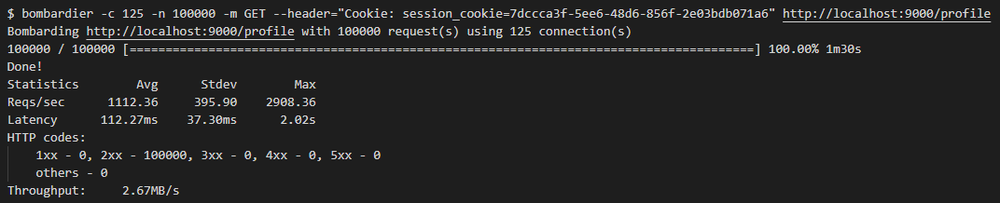 $ bombardier -c 125 -n 100000 -m GET --header="Cookie: session_cookie=7dccca3f-5ee6-48d6-856f-2e03bdb071a6" http://localhost:9000/profile
Bombarding http://localhost:9000/profile with 100000 request(s) using 125 connection(s)
100000 / 100000 [======================================================================================] 100.00% 1m30s
Done!
Statistics        Avg      Stdev        Max
Reqs/sec      1112.36     395.90    2908.36
Latency      112.27ms    37.30ms      2.02s
HTTP codes:
    1xx - 0, 2xx - 100000, 3xx - 0, 4xx - 0, 5xx - 0
    others - 0
Throughput:     2.67MB/s